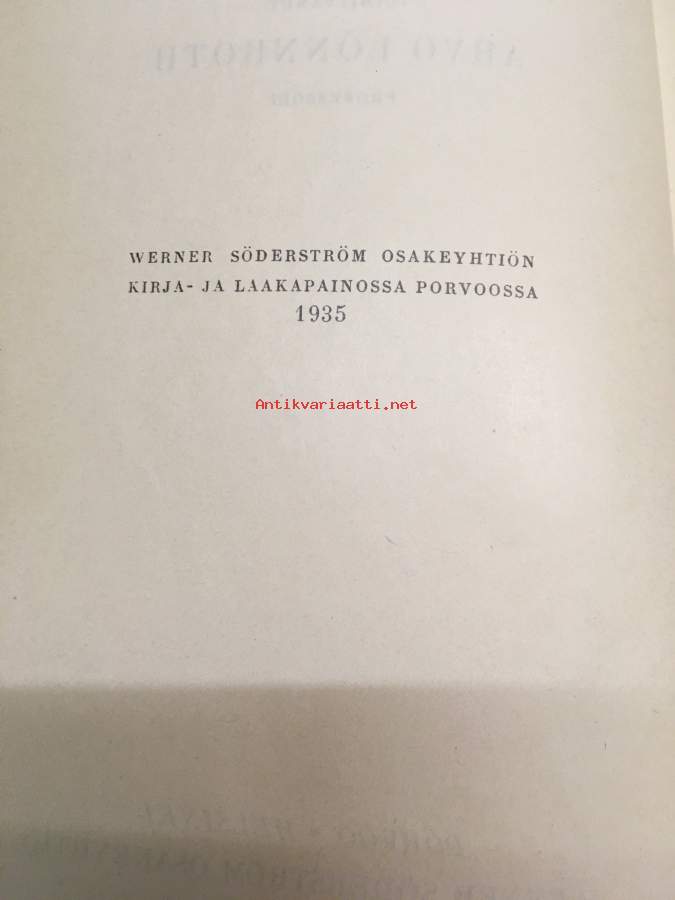 WERNER SÖDERSTRÖM OSAKEYHTIÖN
KIRJA- JA LAAKAPAINOSSA PORVOOSSA
1935
Antikvariaatti.net